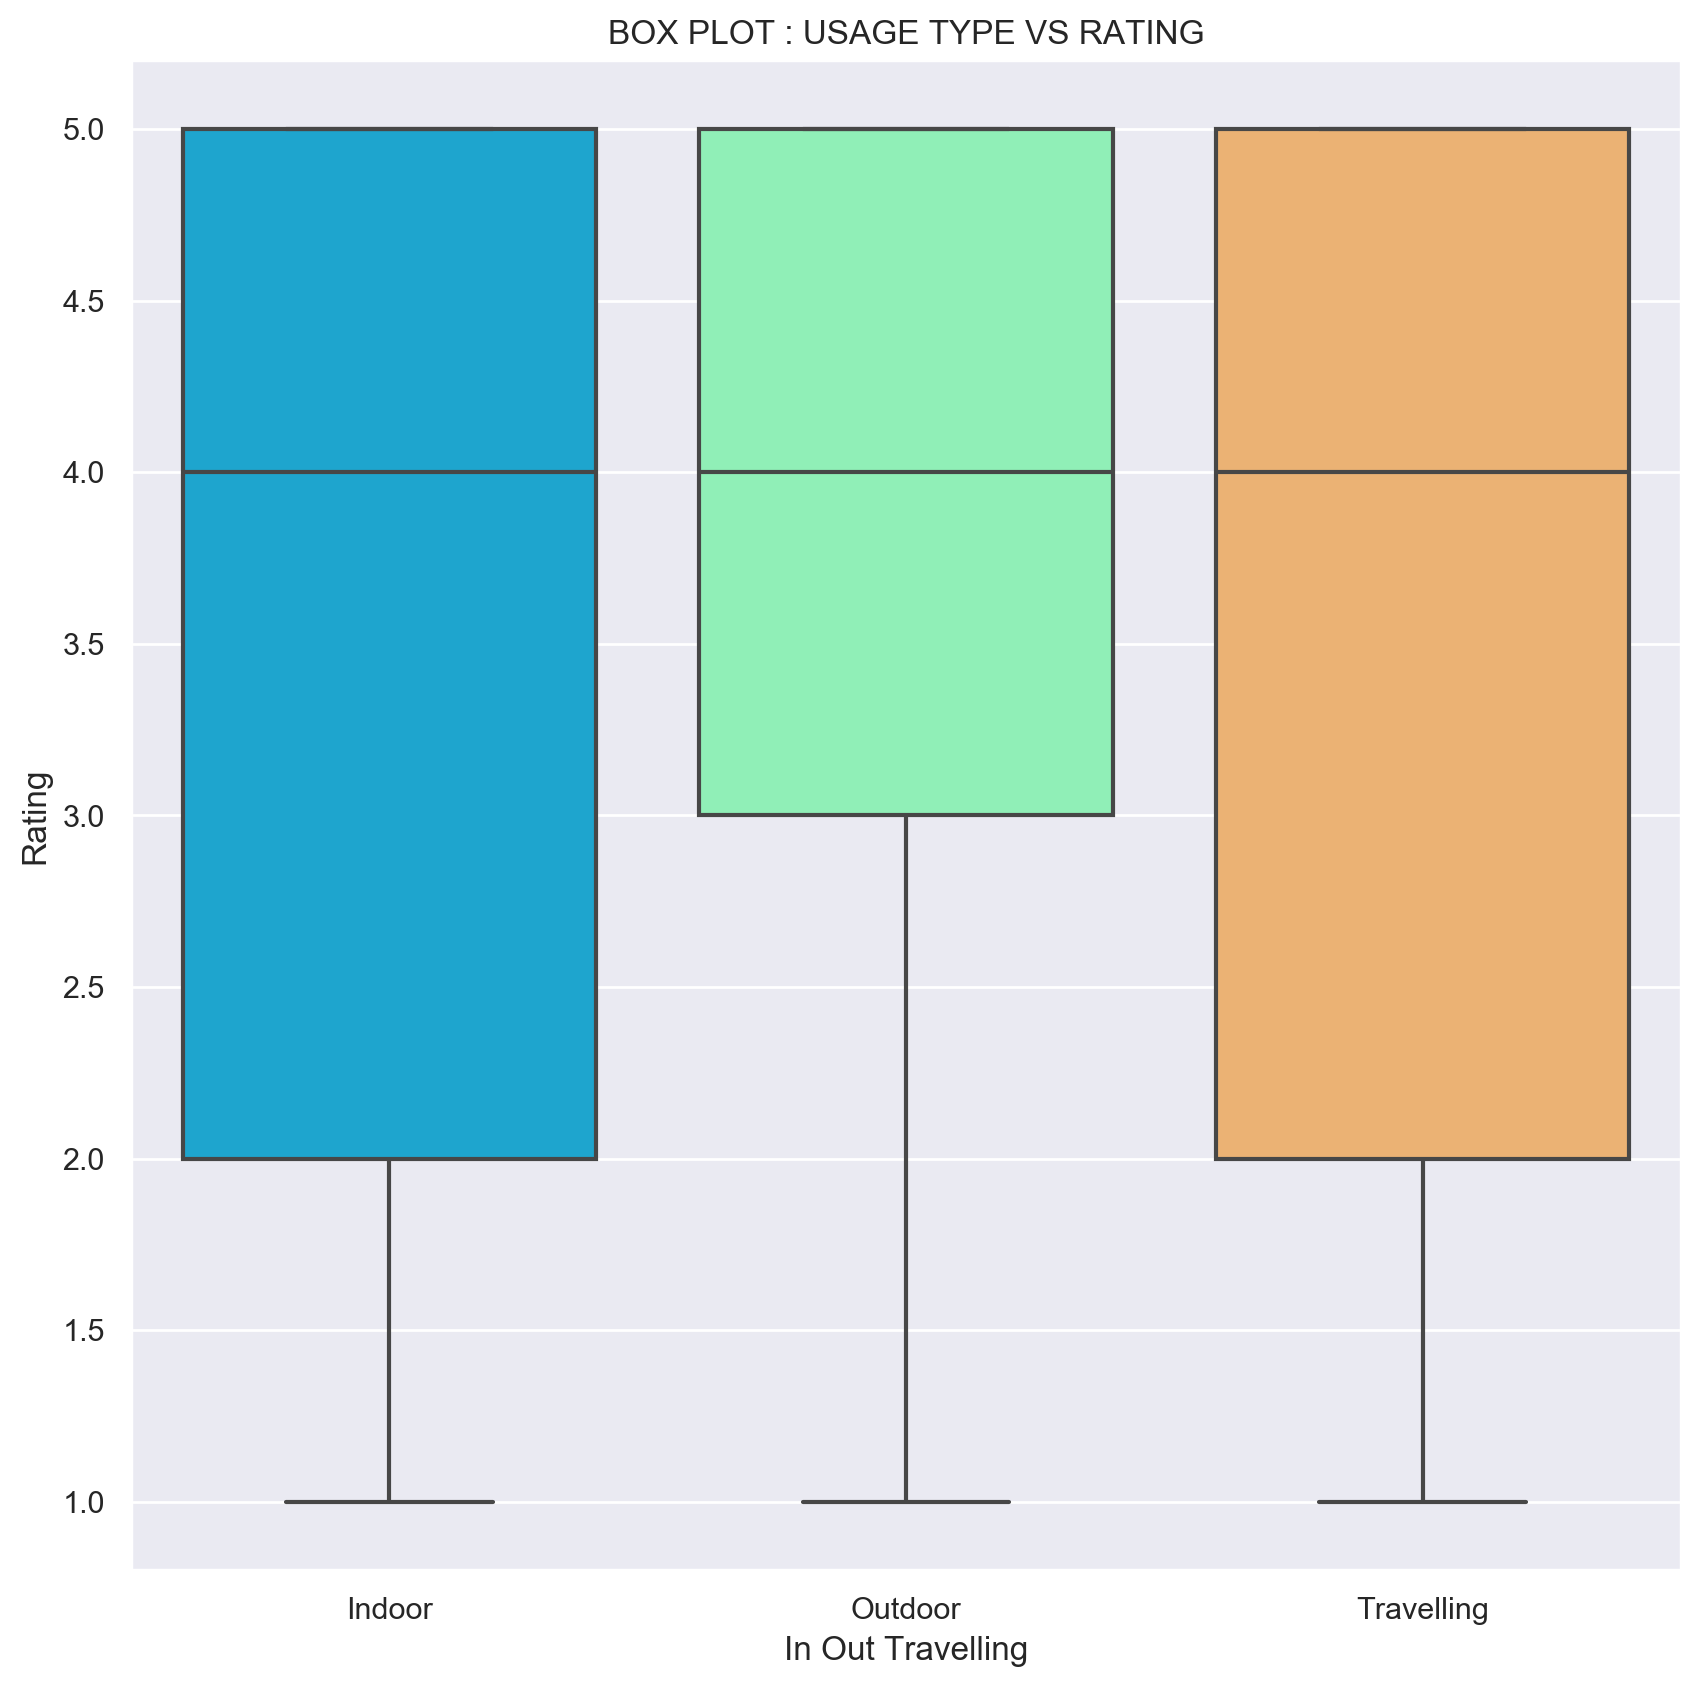 BOX PLOT : USAGE TYPE VS RATING
5.0
4.5
4.0
3.5
3.0
2.5
2.0
1.5
1.0
Rating
Indoor
Outdoor
Travelling
In Out Travelling